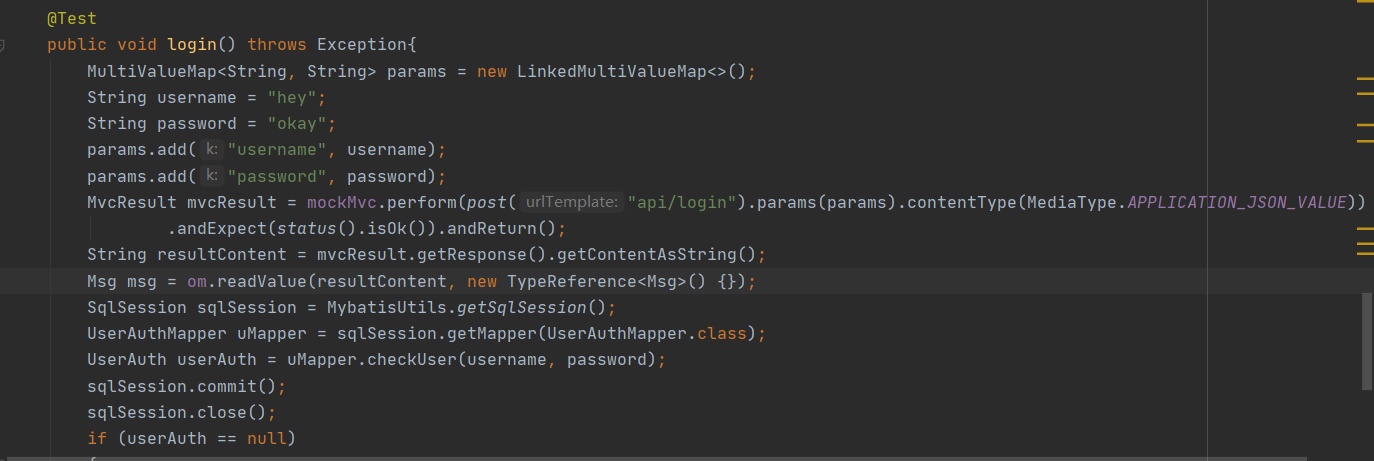 @Test
public void login() throws Exception{
MultiValueMap<String, String> params = new LinkedMultiValueMap<>();
String username = "hey";
String password = "okay";
params.add( k: "username", username);
params.add( k: "password", password);
MvcResult mvcResult = mockMvc.perform(post( urlTemplate: "api/login").params(params).contentType(MediaType.APPLICATION_JSON_VALUE))
.andExpect(status().isOk()).andReturn();
String resultContent = mvcResult.getResponse().getContentAsString();
Msg msg = om.readValue(resultContent, new TypeReference<Msg>() {});
SqlSession sqlSession = MybatisUtils.getSqlSession();
UserAuthMapper uMapper = sqlSession.getMapper(UserAuthMapper.class);
UserAuth userAuth = uMapper.checkUser(username, password);
sqlSession.commit();
sqlSession.close();
if (userAuth == null)
{